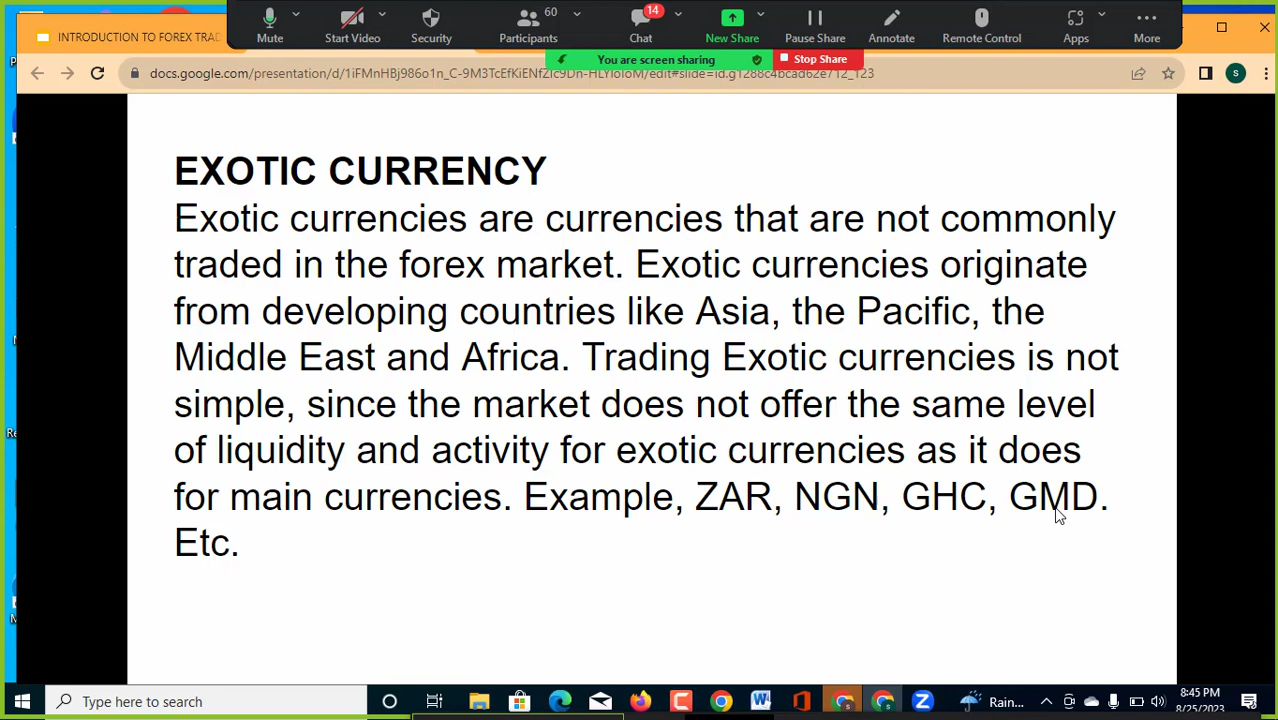 60
14
Mute
Start Video
Security
Participants
Chat
New Share
Pause Share
Annotate
Remote Control
Apps
More
INTRODUCTION TO FOREX TRAD
You are screen sharing
Stop Share
EXOTIC CURRENCY
Exotic currencies are currencies that are not commonly
traded in the forex market. Exotic currencies originate
from developing countries like Asia, the Pacific, the
Middle East and Africa. Trading Exotic currencies is not
simple, since the market does not offer the same level
of liquidity and activity for exotic currencies as it does
for main currencies. Example, ZAR, NGN, GHC, GMD.
Etc.
Type here to search
Rain...
8:45 PM
8/25/2023